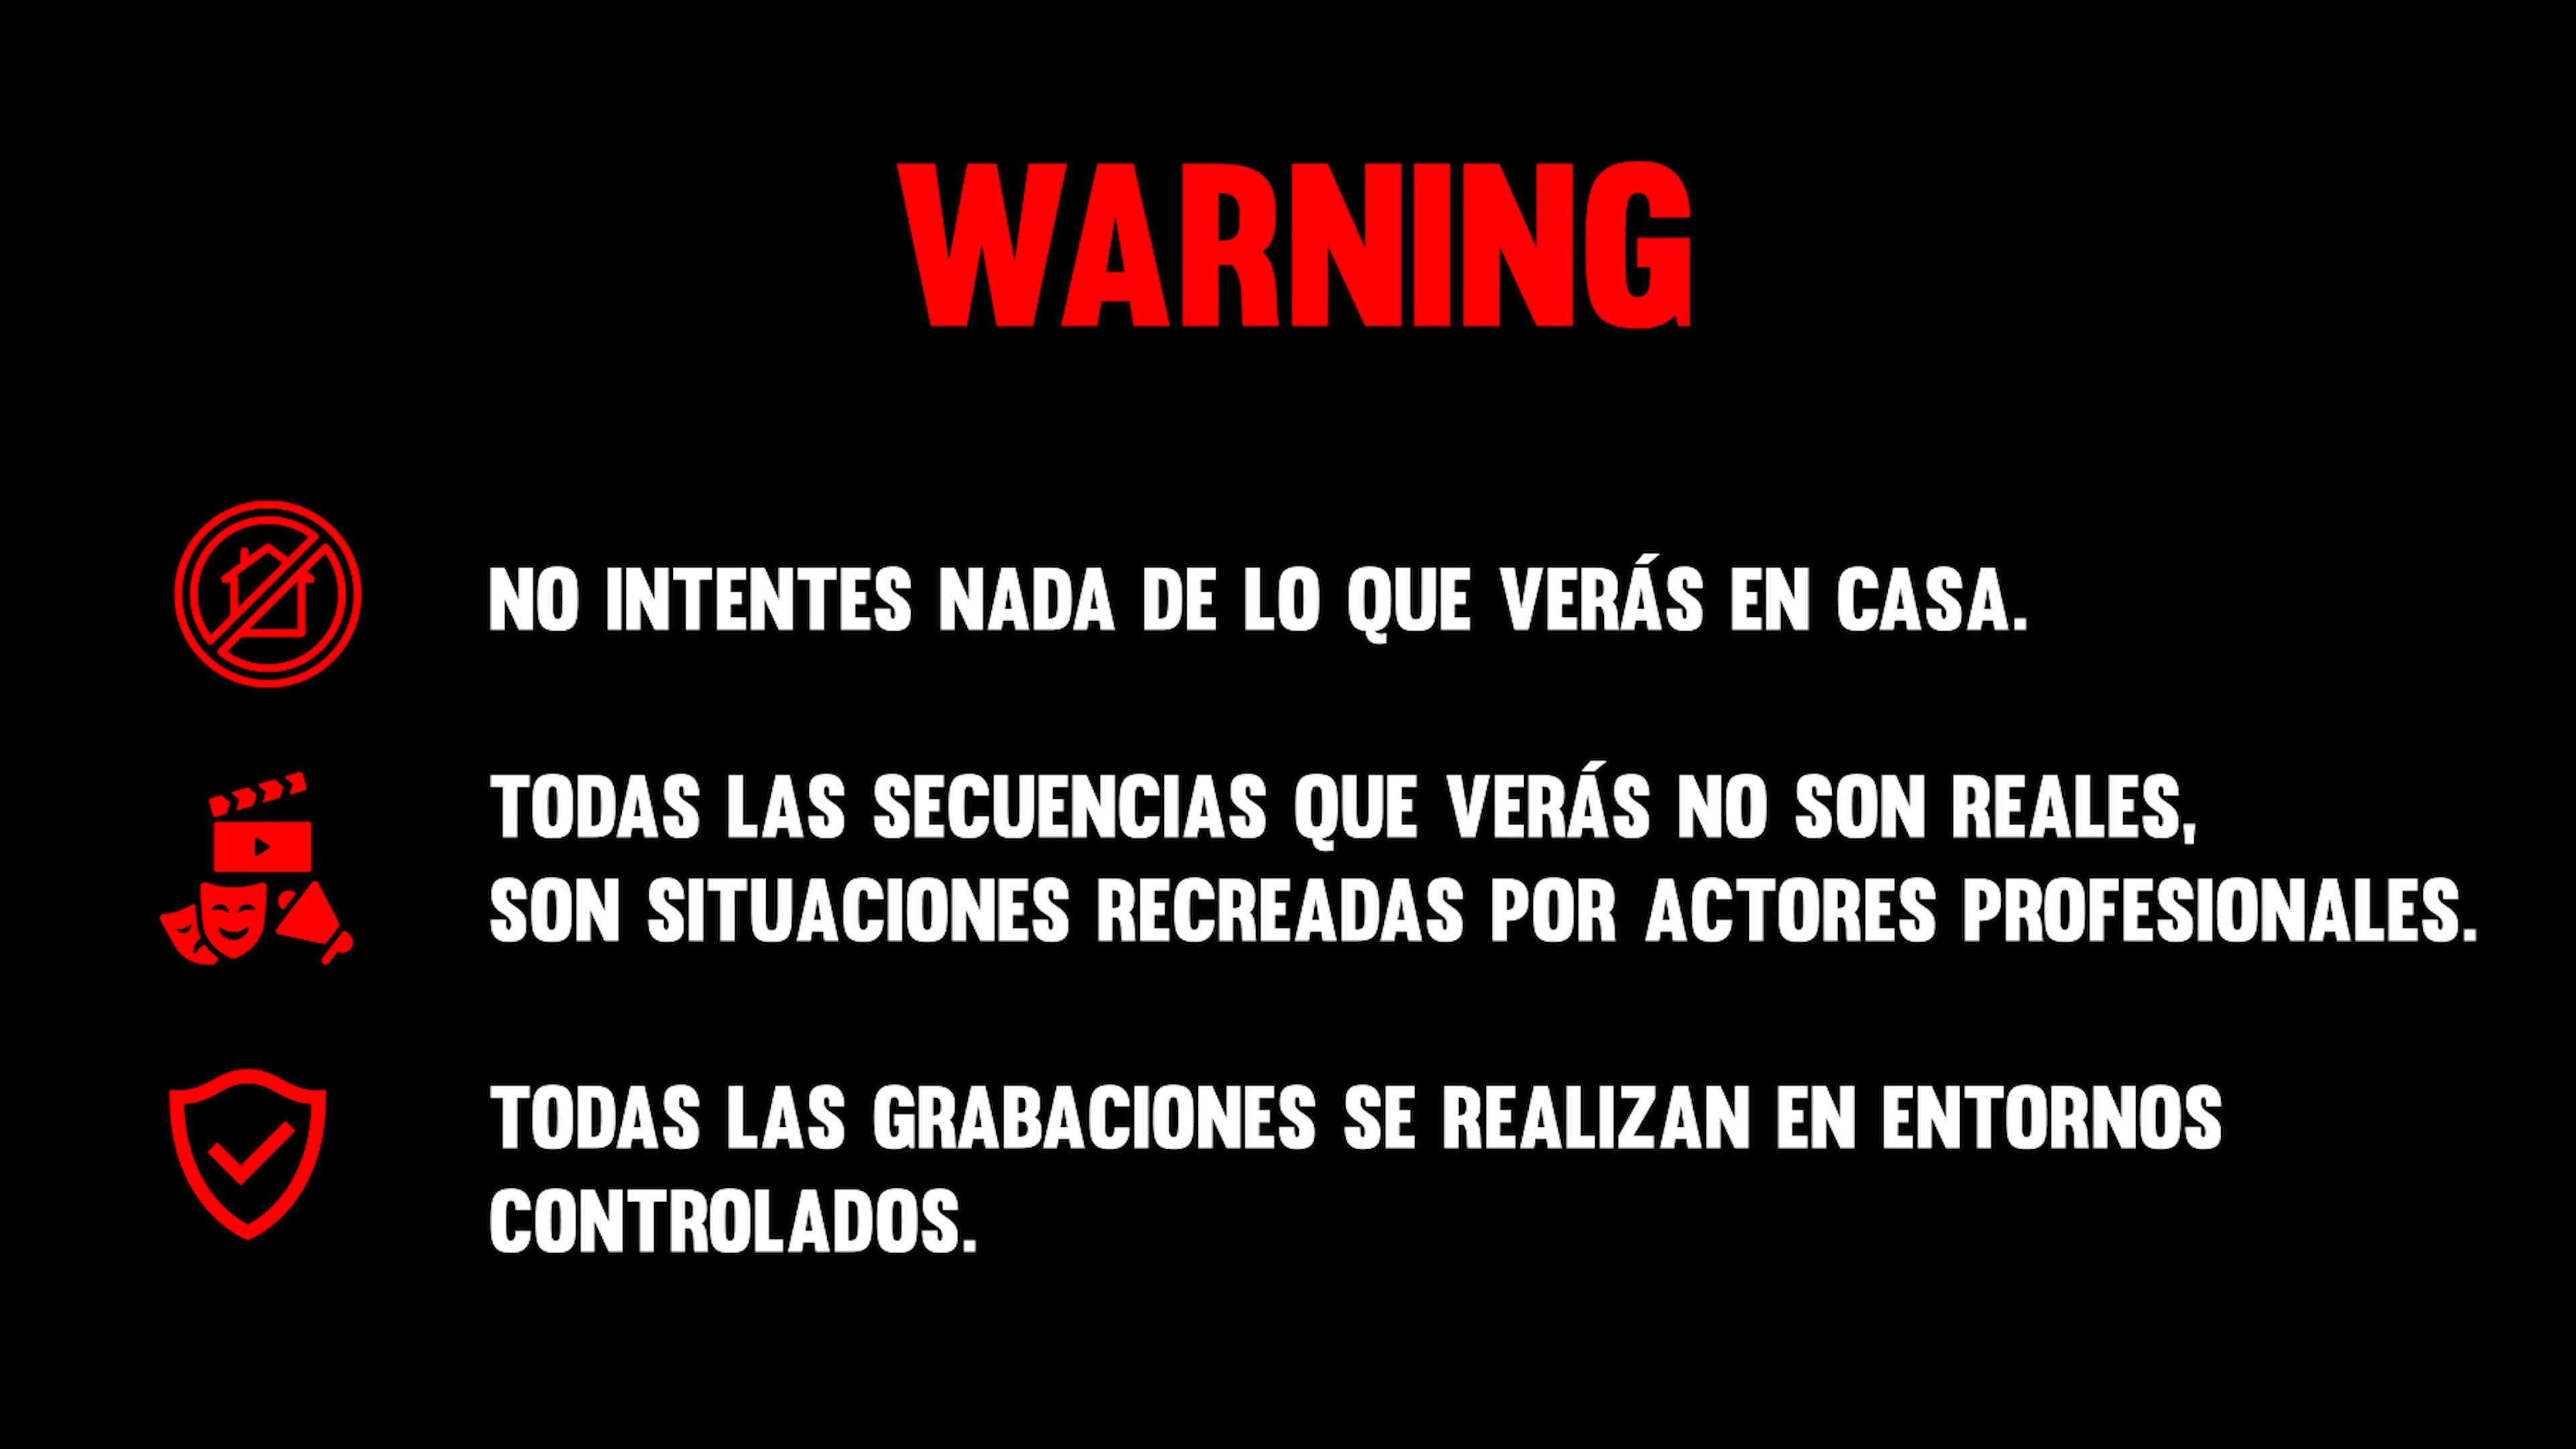 WARNING
NO INTENTES NADA DE LO QUE VERÁS EN CASA.
TODAS LAS SECUENCIAS QUE VERÁS NO SON REALES,
SON SITUACIONES RECREADAS POR ACTORES PROFESIONALES.
TODAS LAS GRABACIONES SE REALIZAN EN ENTORNOS
CONTROLADOS.